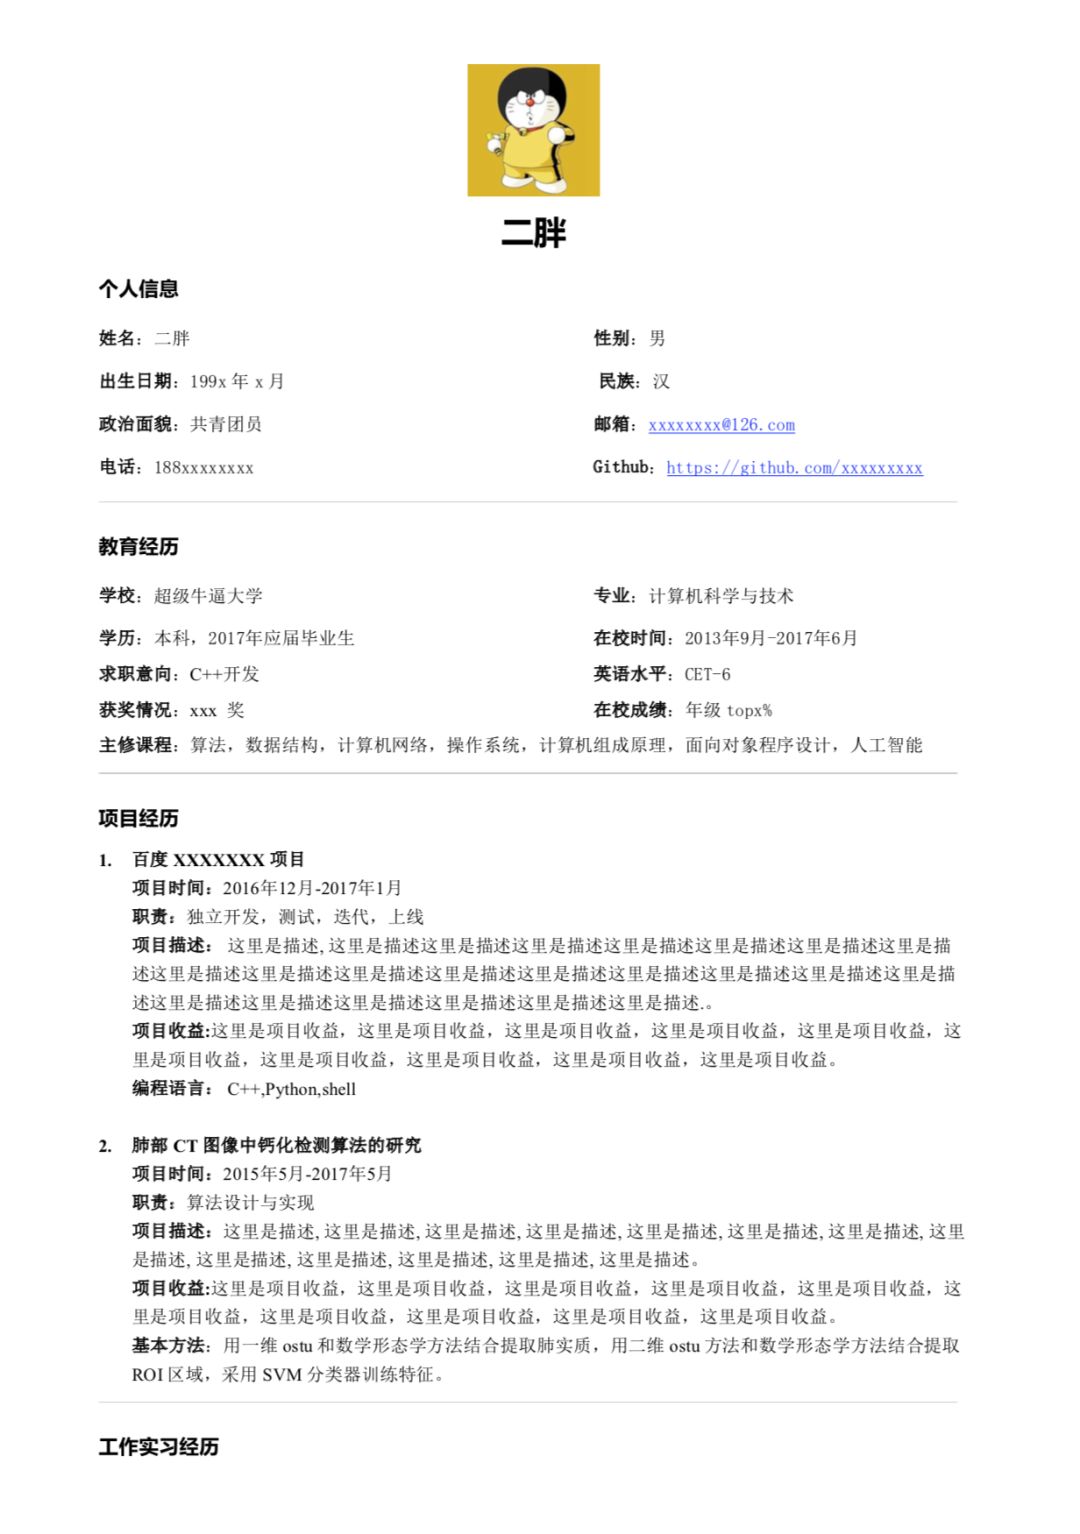 二胖
个人信息
姓名：二胖 性别：男
出生日期：199x 年 x 月 民族：汉
政治面貌：共青团员 邮箱：xxxxxxxx@126.com
电话：188xxxxxxxx Github：https://github.com/xxxxxxxxx
教育经历
学校：超级牛逼大学 专业：计算机科学与技术
学历：本科，2017年应届毕业生 在校时间：2013年9月-2017年6月
求职意向：C++开发 英语水平：CET-6
获奖情况：xxx 奖 在校成绩：年级 topx%
主修课程：算法，数据结构，计算机网络，操作系统，计算机组成原理，面向对象程序设计，人工智能
项目经历
1. 百度 XXXXXXX 项目
项目时间：2016年12月-2017年1月
职责：独立开发，测试，迭代，上线
项目描述： 这里是描述, 这里是描述这里是描述这里是描述这里是描述这里是描述这里是描述这里是描
述这里是描述这里是描述这里是描述这里是描述这里是描述这里是描述这里是描述这里是描述这里是描
述这里是描述这里是描述这里是描述这里是描述这里是描述这里是描述.。
项目收益:这里是项目收益，这里是项目收益，这里是项目收益，这里是项目收益，这里是项目收益，这
里是项目收益，这里是项目收益，这里是项目收益，这里是项目收益，这里是项目收益。
编程语言： C++,Python,shell
2. 肺部 CT 图像中钙化检测算法的研究
项目时间：2015年5月-2017年5月
职责：算法设计与实现
项目描述：这里是描述, 这里是描述, 这里是描述, 这里是描述, 这里是描述, 这里是描述, 这里是描述, 这里
是描述, 这里是描述, 这里是描述, 这里是描述, 这里是描述, 这里是描述。
项目收益:这里是项目收益，这里是项目收益，这里是项目收益，这里是项目收益，这里是项目收益，这
里是项目收益，这里是项目收益，这里是项目收益，这里是项目收益，这里是项目收益。
基本方法：用一维 ostu 和数学形态学方法结合提取肺实质，用二维 ostu 方法和数学形态学方法结合提取
ROI 区域，采用 SVM 分类器训练特征。
工作实习经历